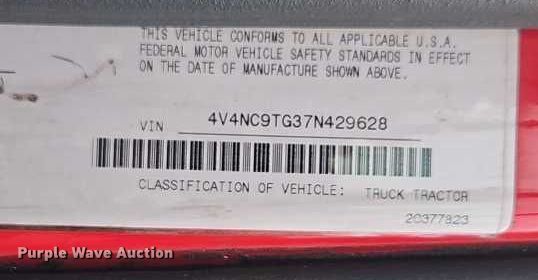 THIS VEHICLE CONFORMS TO ALL APPLICABLE U.S.A.
FEDERAL MOTOR VEHICLE SAFETY STANDARDS IN EFFECT
ON THE DATE OF MANUFACTURE SHOWN ABOVE.
VIN 4V4NC9TG37N429628
CLASSIFICATION OF VEHICLE: TRUCK TRACTOR
20377923
Purple Wave Auction